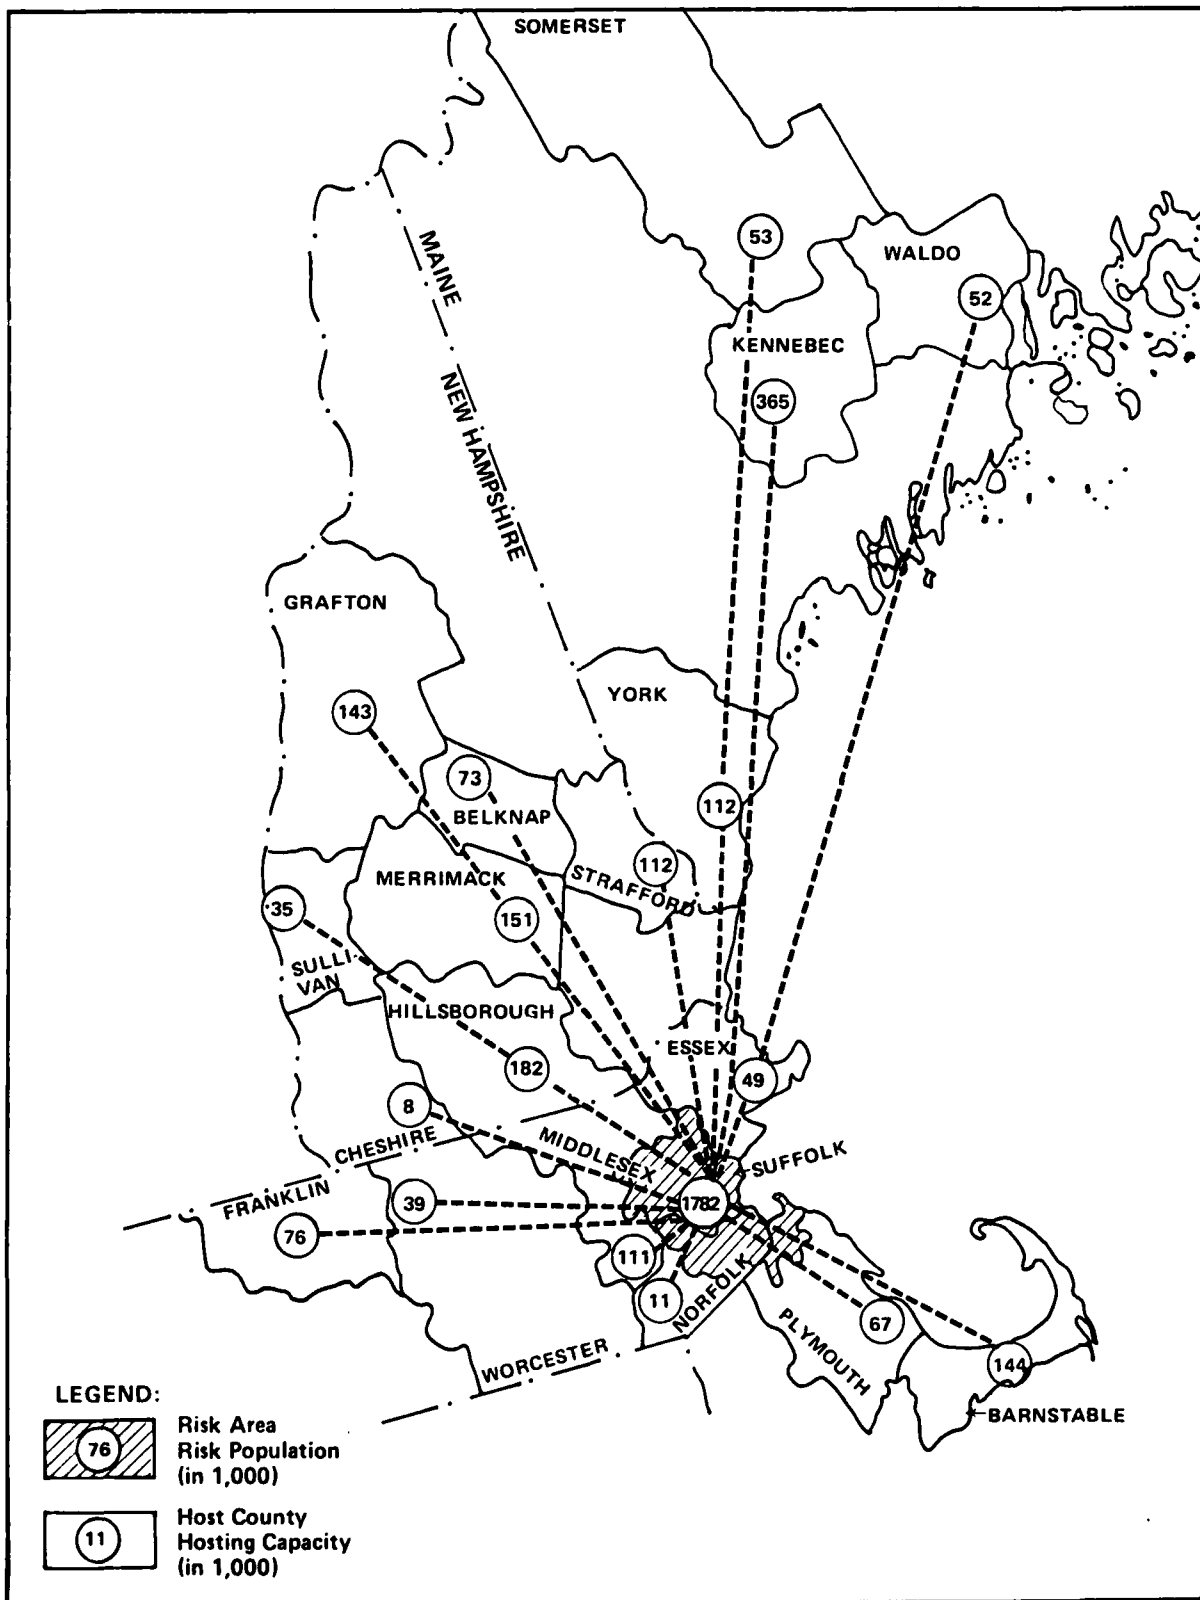 SOMERSET
53
WALDO
MAINE
52
KENNEBEC
365
NEW HAMPSHIRE
GRAFTON
YORK
143
73
112
BELKNAP
112
MERRIMACK
STRAFFORD
35
151
SULLI-
VAN
HILLSBOROUGH
ESSEX
182
49
8
CHESHIRE
MIDDLESEX
SUFFOLK
FRANKLIN
39
1782
76
111
11
NORFOLK
67
PLYMOUTH
WORCESTER
144
BARNSTABLE
LEGEND:
76
Risk Area
Risk Population
(in 1,000)
11
Host County
Hosting Capacity
(in 1,000)